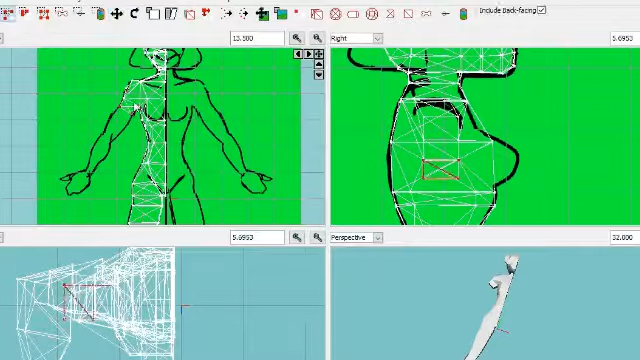 Include Back-facing
13.500
Right
5.6953
5.6953
Perspective
32.000